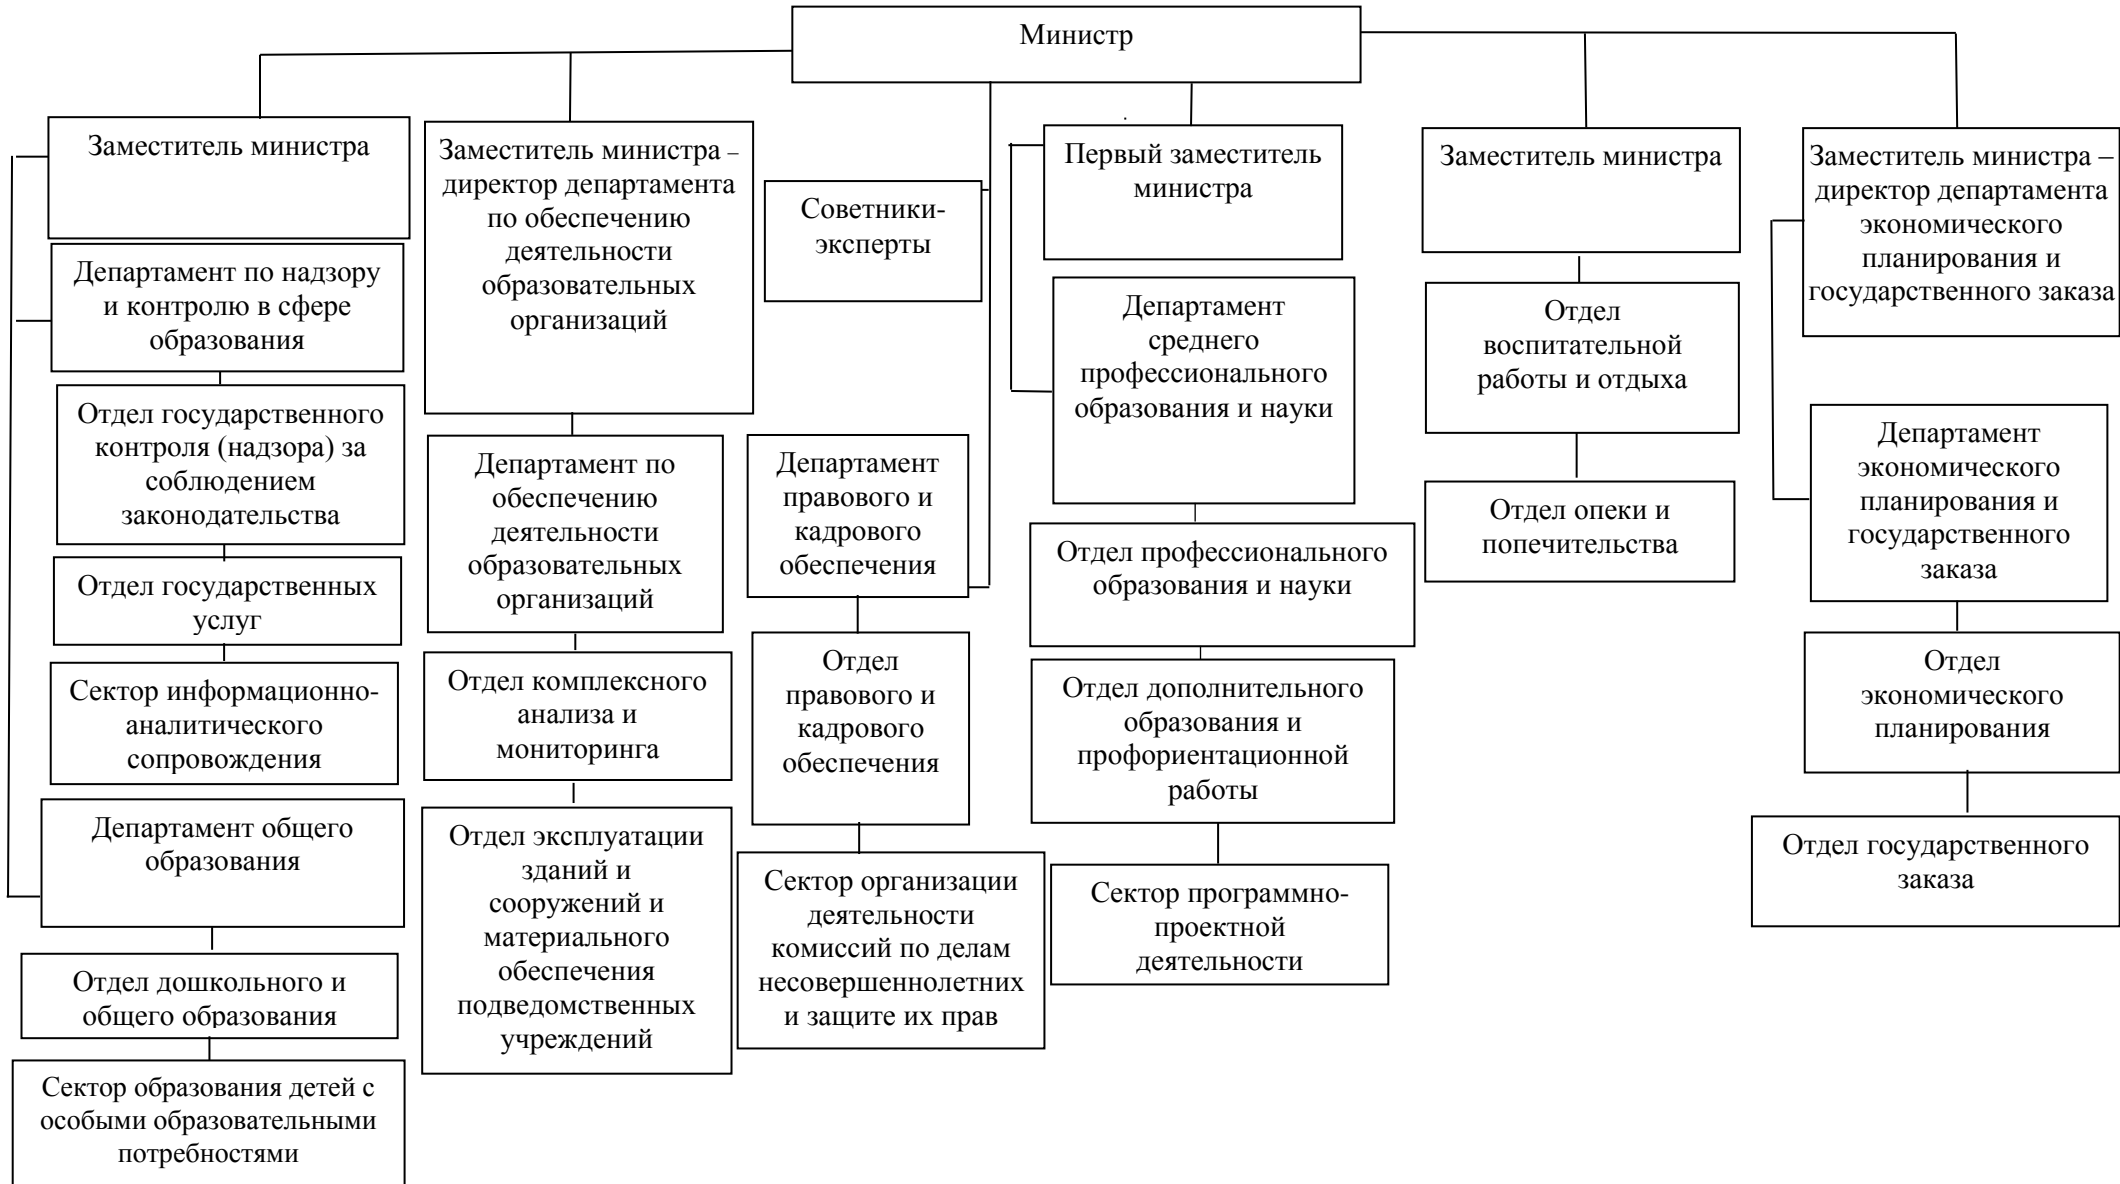 Министр
Заместитель министра
Департамент по надзору
и контролю в сфере
образования
Отдел государственного
контроля (надзора) за
соблюдением
законодательства
Отдел государственных
услуг
Сектор информационно-
аналитического
сопровождения
Департамент общего
образования
Отдел дошкольного и
общего образования
Сектор образования детей с
особыми образовательными
потребностями
Заместитель министра –
директор департамента
по обеспечению
деятельности
образовательных
организаций
Департамент по
обеспечению
деятельности
образовательных
организаций
Отдел комплексного
анализа и
мониторинга
Отдел эксплуатации
зданий и
сооружений и
материального
обеспечения
подведомственных
учреждений
Советники-
эксперты
Департамент
правового и
кадрового
обеспечения
Отдел
правового и
кадрового
обеспечения
Сектор организации
деятельности
комиссий по делам
несовершеннолетних
и защите их прав
Первый заместитель
министра
Департамент
среднего
профессионального
образования и науки
Отдел профессионального
образования и науки
Отдел дополнительного
образования и
профориентационной
работы
Сектор программно-
проектной
деятельности
Заместитель министра
Отдел
воспитательной
работы и отдыха
Отдел опеки и
попечительства
Заместитель министра –
директор департамента
экономического
планирования и
государственного заказа
Департамент
экономического
планирования и
государственного
заказа
Отдел
экономического
планирования
Отдел государственного
заказа